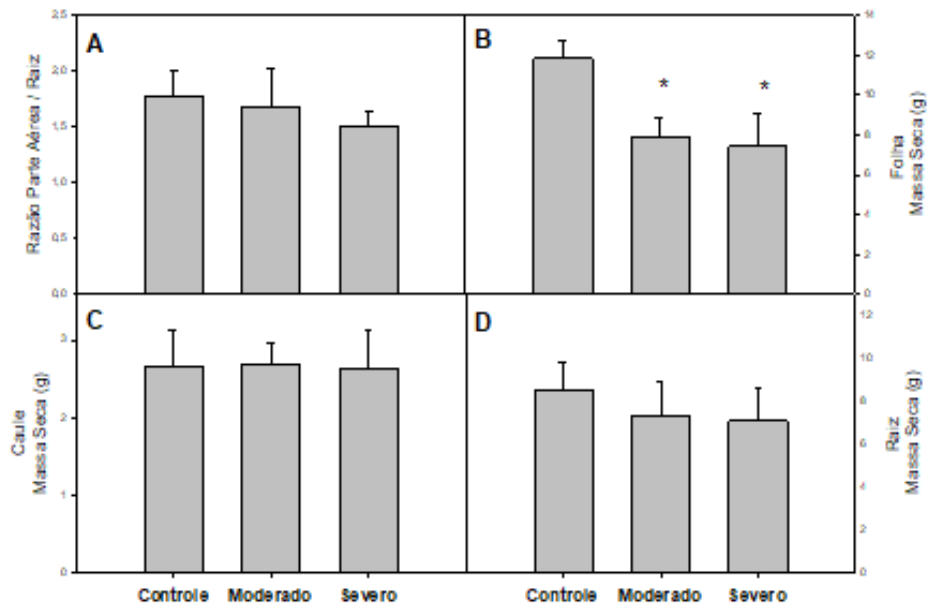 A
2,5
2,0
1,5
1,0
0,5
0,0
Razão Parte Aérea / Raiz
B
*
*
14
12
10
8
6
4
2
0
Folha
Massa Seca (g)
C
3
2
1
0
Caule
Massa Seca (g)
D
12
10
8
6
4
2
0
Raiz
Massa Seca (g)
Controle Moderado Severo
Controle Moderado Severo